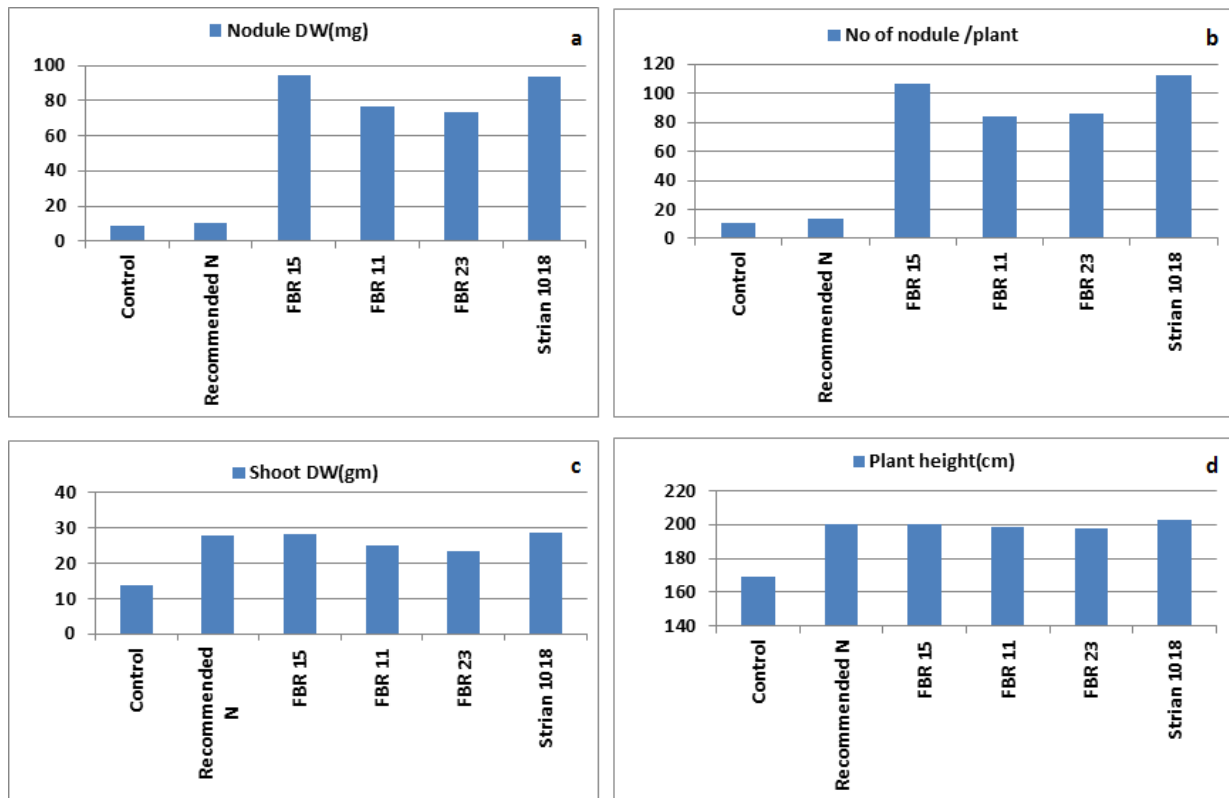 Nodule DW(mg)
a
100
80
60
40
20
0
Control
Recommended N
FBR 15
FBR 11
FBR 23
Strian 1018
No of nodule /plant
b
120
100
80
60
40
20
0
Control
Recommended N
FBR 15
FBR 11
FBR 23
Strian 1018
Shoot DW(gm)
c
40
30
20
10
0
Control
Recommended
N
FBR 15
FBR 11
FBR 23
Strian 1018
Plant height(cm)
d
220
200
180
160
140
Control
Recommended N
FBR 15
FBR 11
FBR 23
Strian 1018